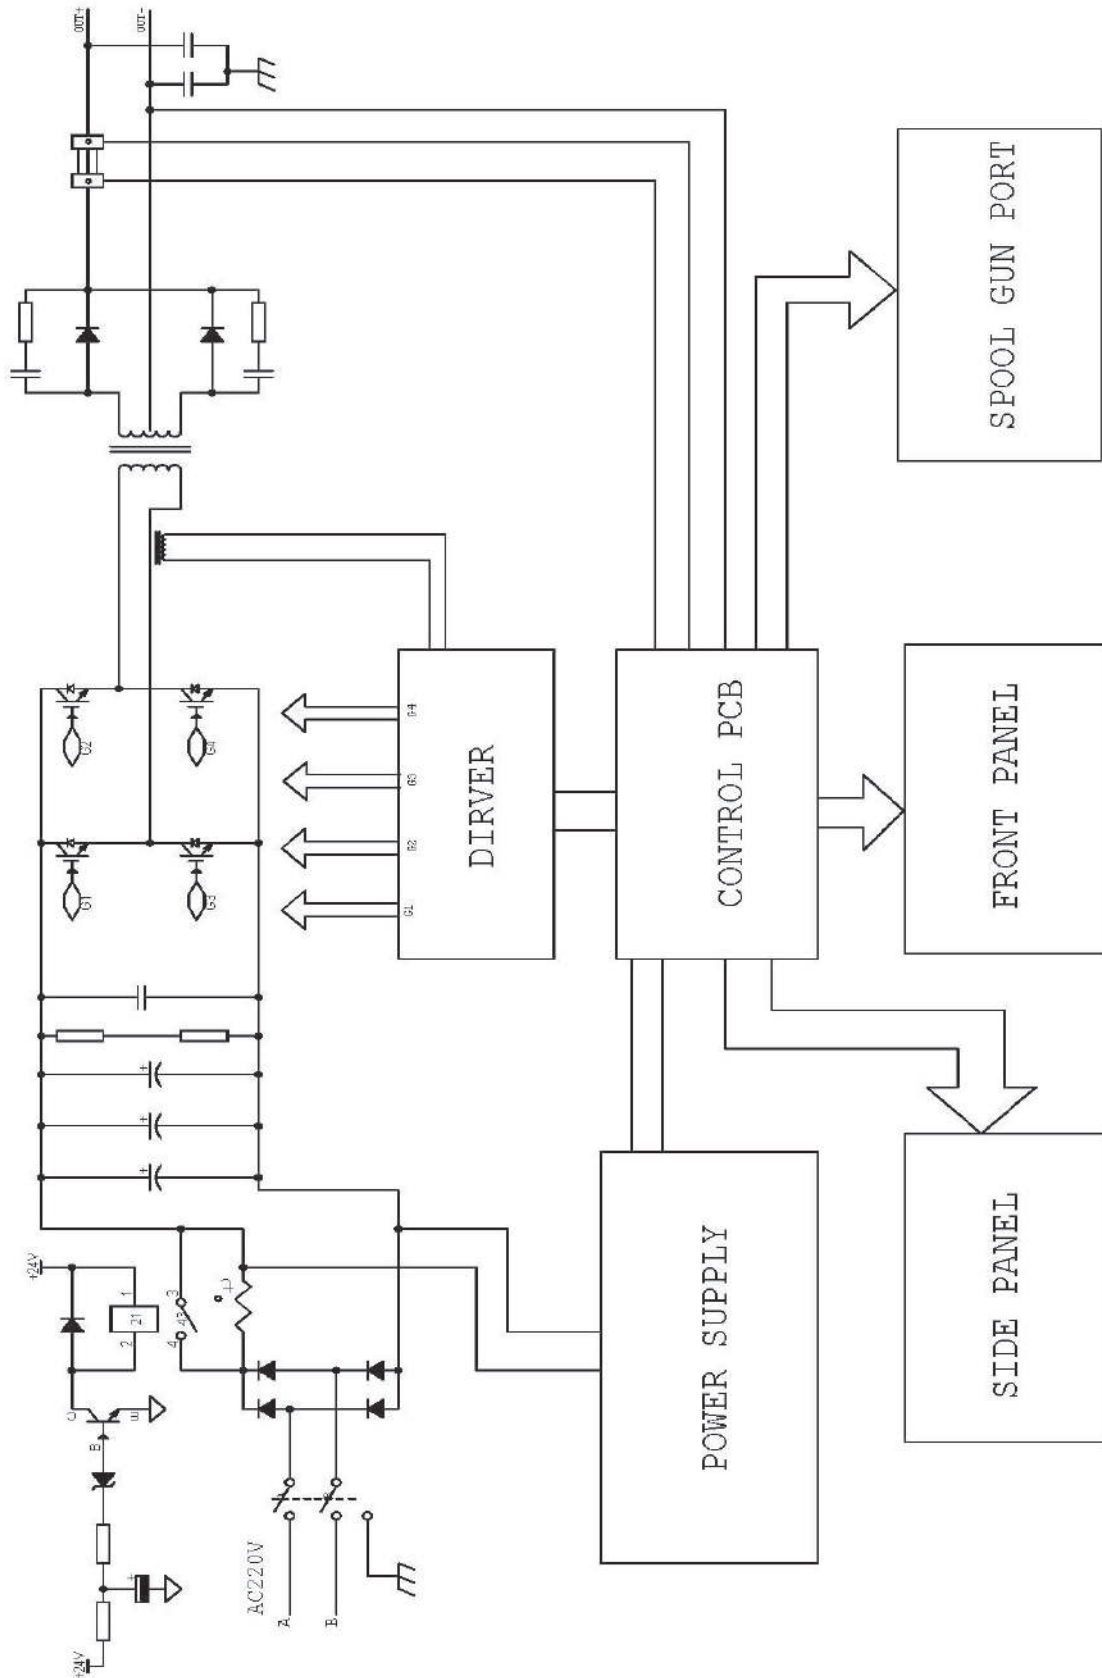 OUT+
OUT-
+24V
1
21
2
3
43
4
C
B
E
+24V
AC220V
A
B
G2
G4
G1
G3
G4
G3
G2
G1
DIRVER
CONTROL PCB
POWER SUPPLY
SPOOL GUN PORT
FRONT PANEL
SIDE PANEL